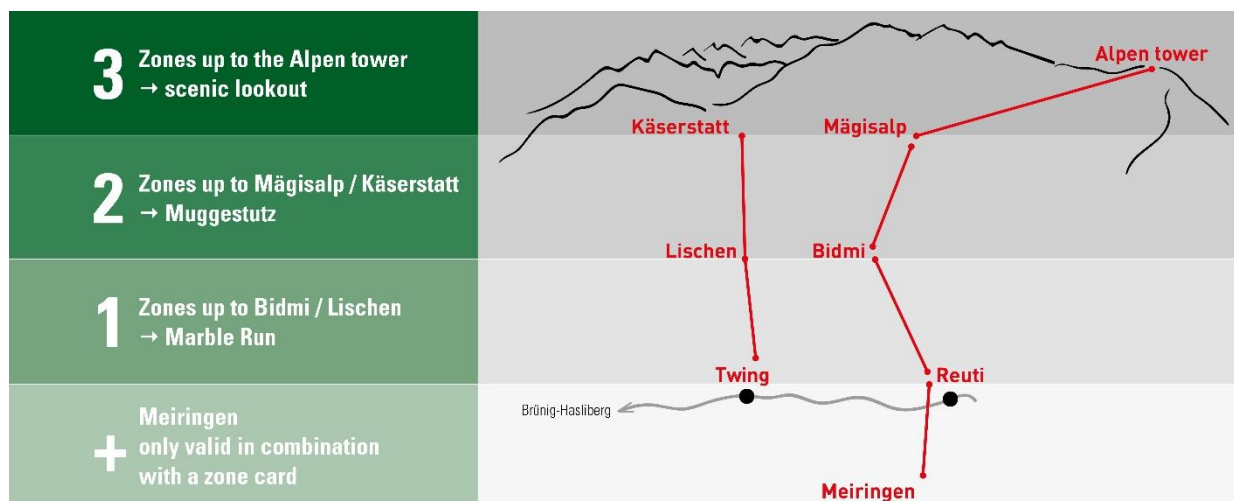 3
Zones up to the Alpen tower
→ scenic lookout
2
Zones up to Mägisalp / Käserstatt
→ Muggestutz
1
Zones up to Bidmi / Lischen
→ Marble Run
+
Meiringen
only valid in combination
with a zone card
Alpen tower
Käserstatt
Mägisalp
Lischen
Bidmi
Twing
Reuti
Brünig-Hasliberg
Meiringen